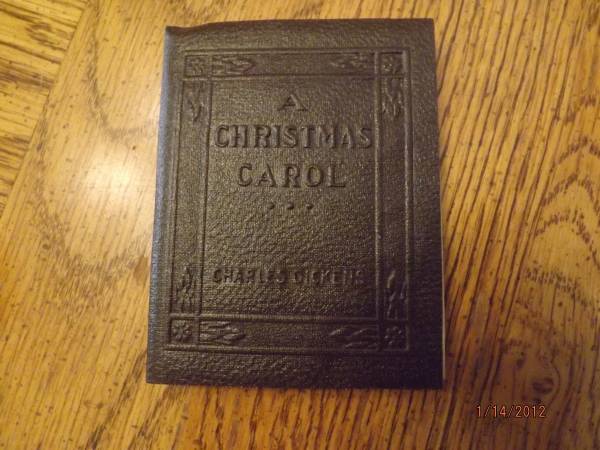 A
CHRISTMAS
CAROL
CHARLES DICKENS
1/14/2012